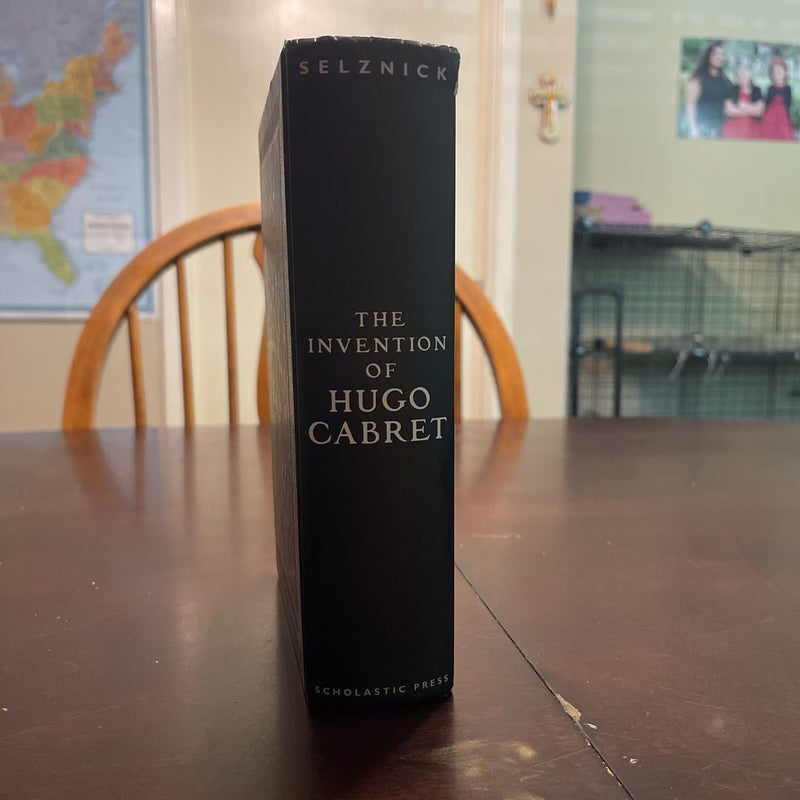 SELZNICK
THE
INVENTION
OF
HUGO
CABRET
SCHOLASTIC PRESS